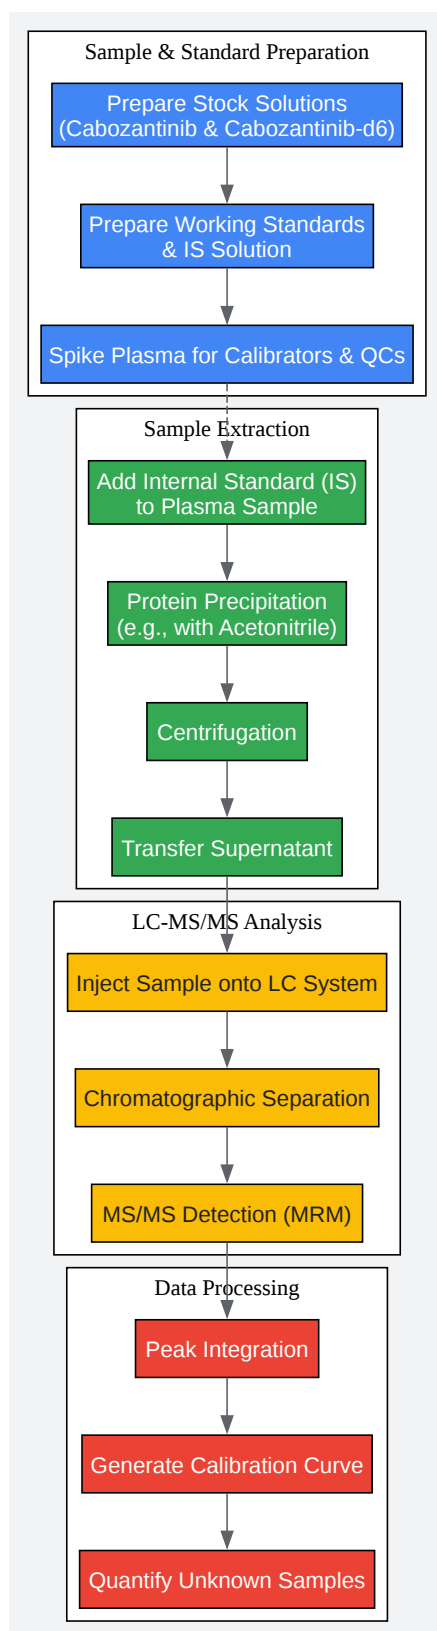 Sample & Standard Preparation
Prepare Stock Solutions
(Cabozantinib & Cabozantinib-d6)
Prepare Working Standards
& IS Solution
Spike Plasma for Calibrators & QCs
Sample Extraction
Add Internal Standard (IS)
to Plasma Sample
Protein Precipitation
(e.g., with Acetonitrile)
Centrifugation
Transfer Supernatant
LC-MS/MS Analysis
Inject Sample onto LC System
Chromatographic Separation
MS/MS Detection (MRM)
Data Processing
Peak Integration
Generate Calibration Curve
Quantify Unknown Samples